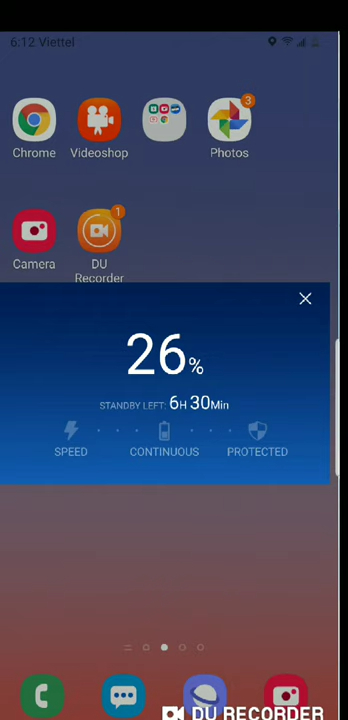 6:12 Viettel
3
Chrome Videoshop Photos
1
Camera DU
Recorder
26%
STANDBY LEFT: 6H 30Min
SPEED CONTINUOUS PROTECTED
DU RECORDER